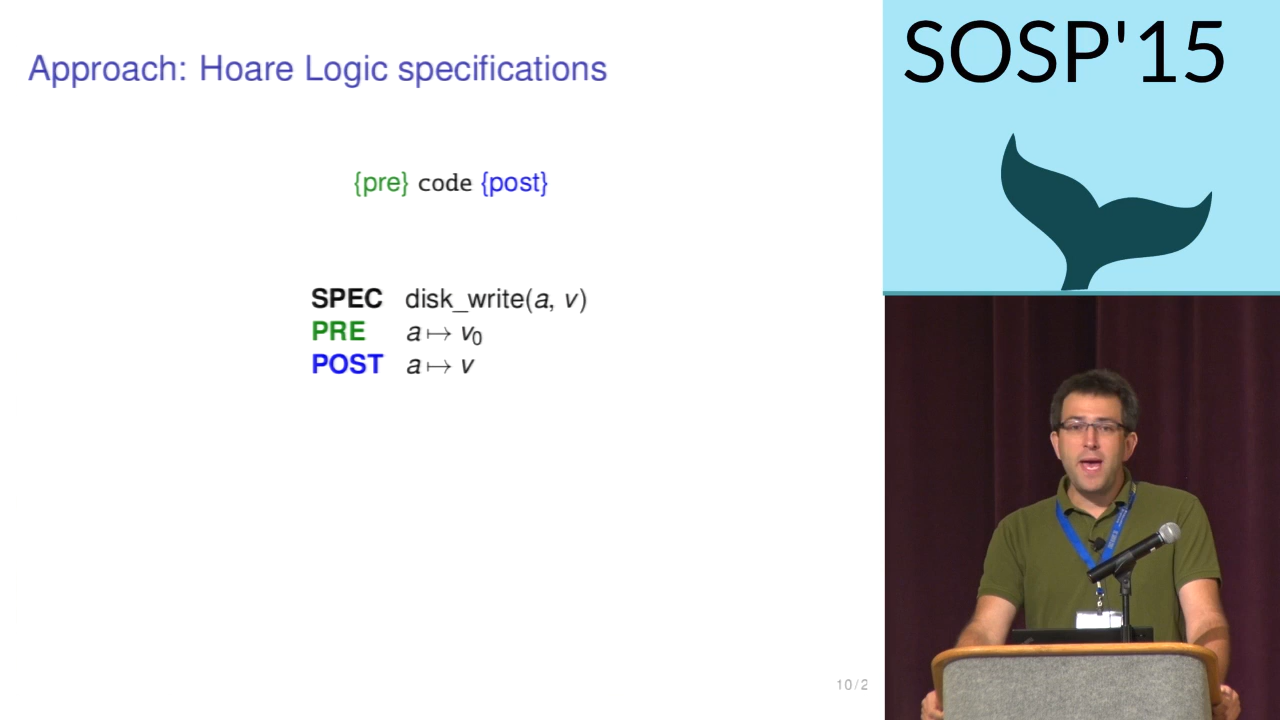 Approach: Hoare Logic specifications
{pre} code {post}
SPEC disk_write(a, v)
PRE a ↦ v₀
POST a ↦ v
10/2
SOSP'15